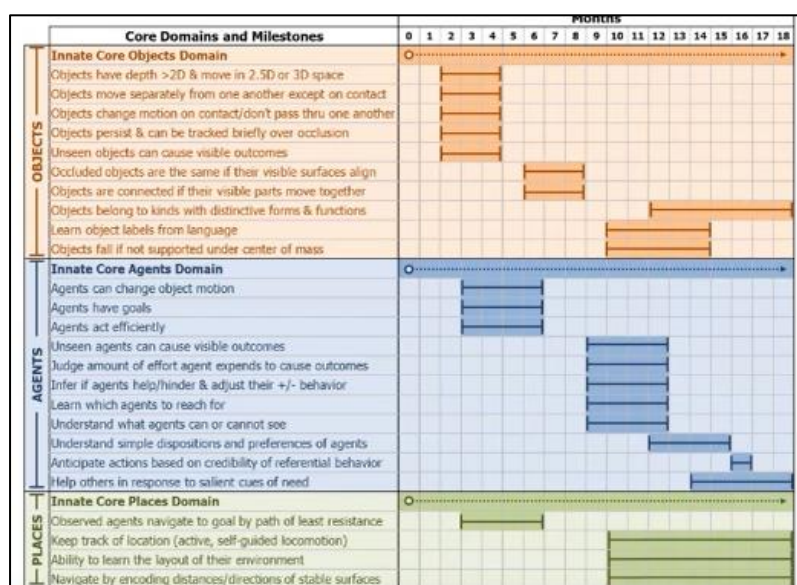 Months
Core Domains and Milestones 0 1 2 3 4 5 6 7 8 9 10 11 12 13 14 15 16 17 18
OBJECTS
Innate Core Objects Domain
Objects have depth >2D & move in 2.5D or 3D space
Objects move separately from one another except on contact
Objects change motion on contact/don't pass thru one another
Objects persist & can be tracked briefly over occlusion
Unseen objects can cause visible outcomes
Occluded objects are the same if their visible surfaces align
Objects are connected if their visible parts move together
Objects belong to kinds with distinctive forms & functions
Learn object labels from language
Objects fall if not supported under center of mass
AGENTS
Innate Core Agents Domain
Agents can change object motion
Agents have goals
Agents act efficiently
Unseen agents can cause visible outcomes
Judge amount of effort agent expends to cause outcomes
Infer if agents help/hinder & adjust their +/- behavior
Learn which agents to reach for
Understand what agents can or cannot see
Understand simple dispositions and preferences of agents
Anticipate actions based on credibility of referential behavior
Help others in response to salient cues of need
PLACES
Innate Core Places Domain
Observed agents navigate to goal by path of least resistance
Keep track of location (active, self-guided locomotion)
Ability to learn the layout of their environment
Navigate by encoding distances/directions of stable surfaces